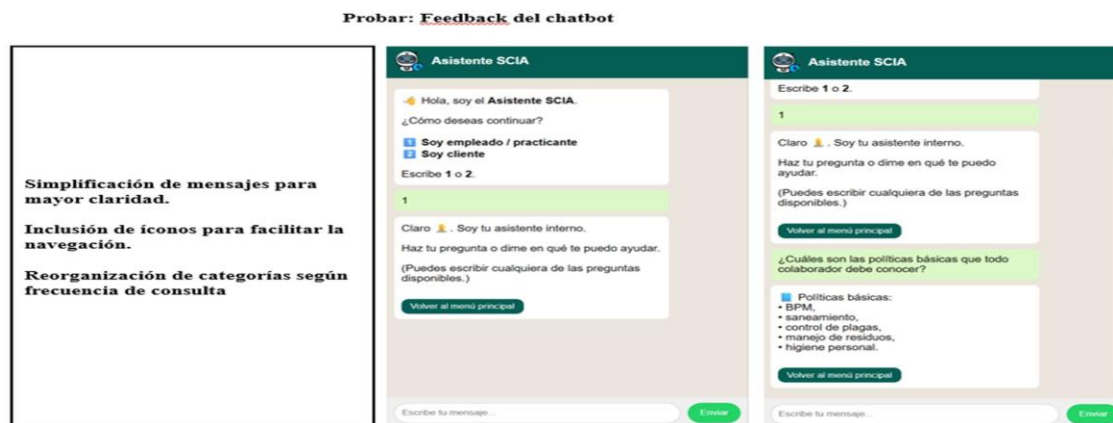 Probar: Feedback del chatbot
Simplificación de mensajes para
mayor claridad.
Inclusión de íconos para facilitar la
navegación.
Reorganización de categorías según
frecuencia de consulta
Asistente SCIA
Hola, soy el Asistente SCIA.
¿Cómo deseas continuar?
1 Soy empleado / practicante
2 Soy cliente
Escribe 1 o 2.
1
Claro . Soy tu asistente interno.
Haz tu pregunta o dime en qué te puedo ayudar.
(Puedes escribir cualquiera de las preguntas
disponibles.)
Volver al menú principal
Escribe tu mensaje...
Enviar
Asistente SCIA
Escribe 1 o 2.
1
Claro . Soy tu asistente interno.
Haz tu pregunta o dime en qué te puedo
ayudar.
(Puedes escribir cualquiera de las preguntas
disponibles.)
Volver al menú principal
¿Cuáles son las políticas básicas que todo
colaborador debe conocer?
Políticas básicas:
• BPM,
• saneamiento,
• control de plagas,
• manejo de residuos,
• higiene personal.
Volver al menú principal
Escribe tu mensaje...
Enviar